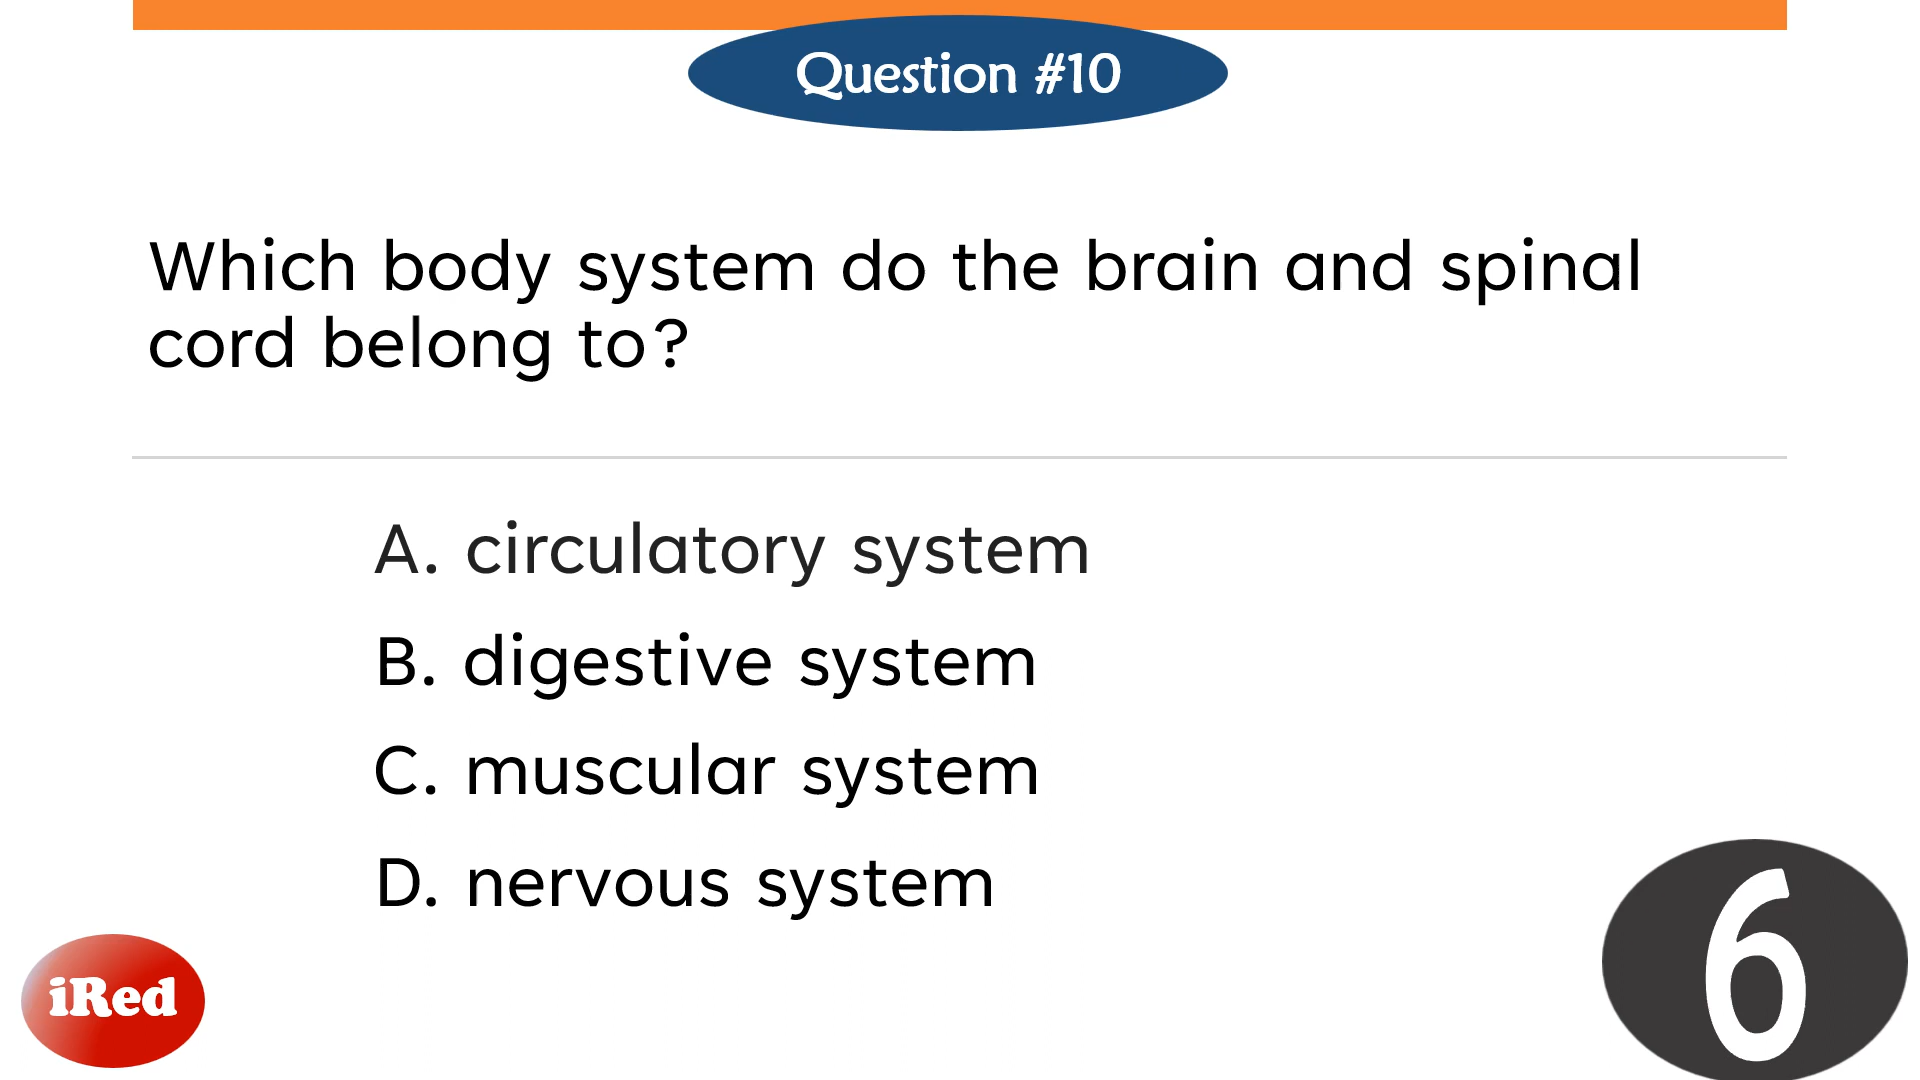 Question #10
Which body system do the brain and spinal
cord belong to?
A. circulatory system
B. digestive system
C. muscular system
D. nervous system
iRed
6